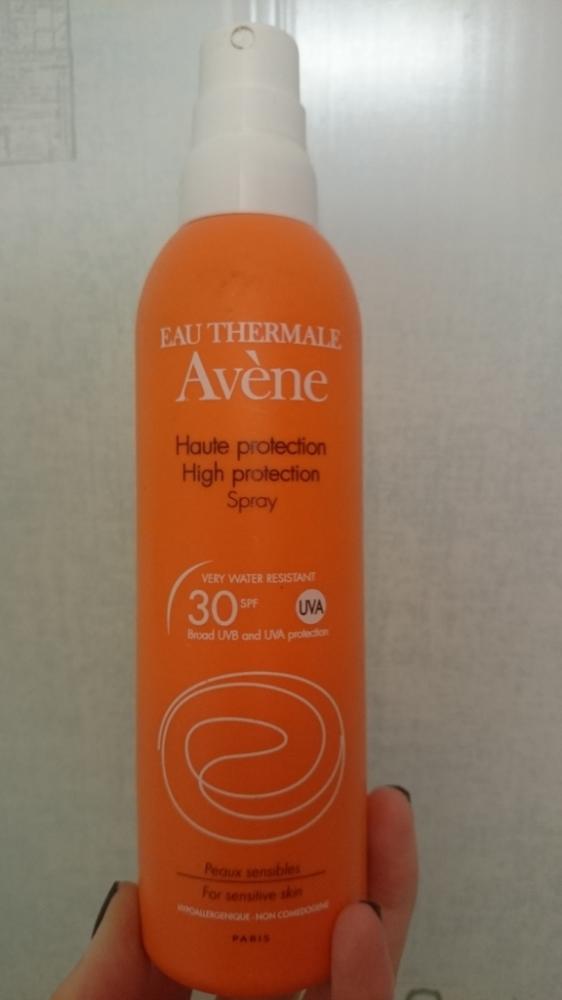 EAU THERMALE
Avène
Haute protection
High protection
Spray
VERY WATER RESISTANT
30 SPF UVA
Broad UVB and UVA protection
Peaux sensibles
For sensitive skin
HYPOALLERGENIQUE - NON COMEDOGENE
PARIS